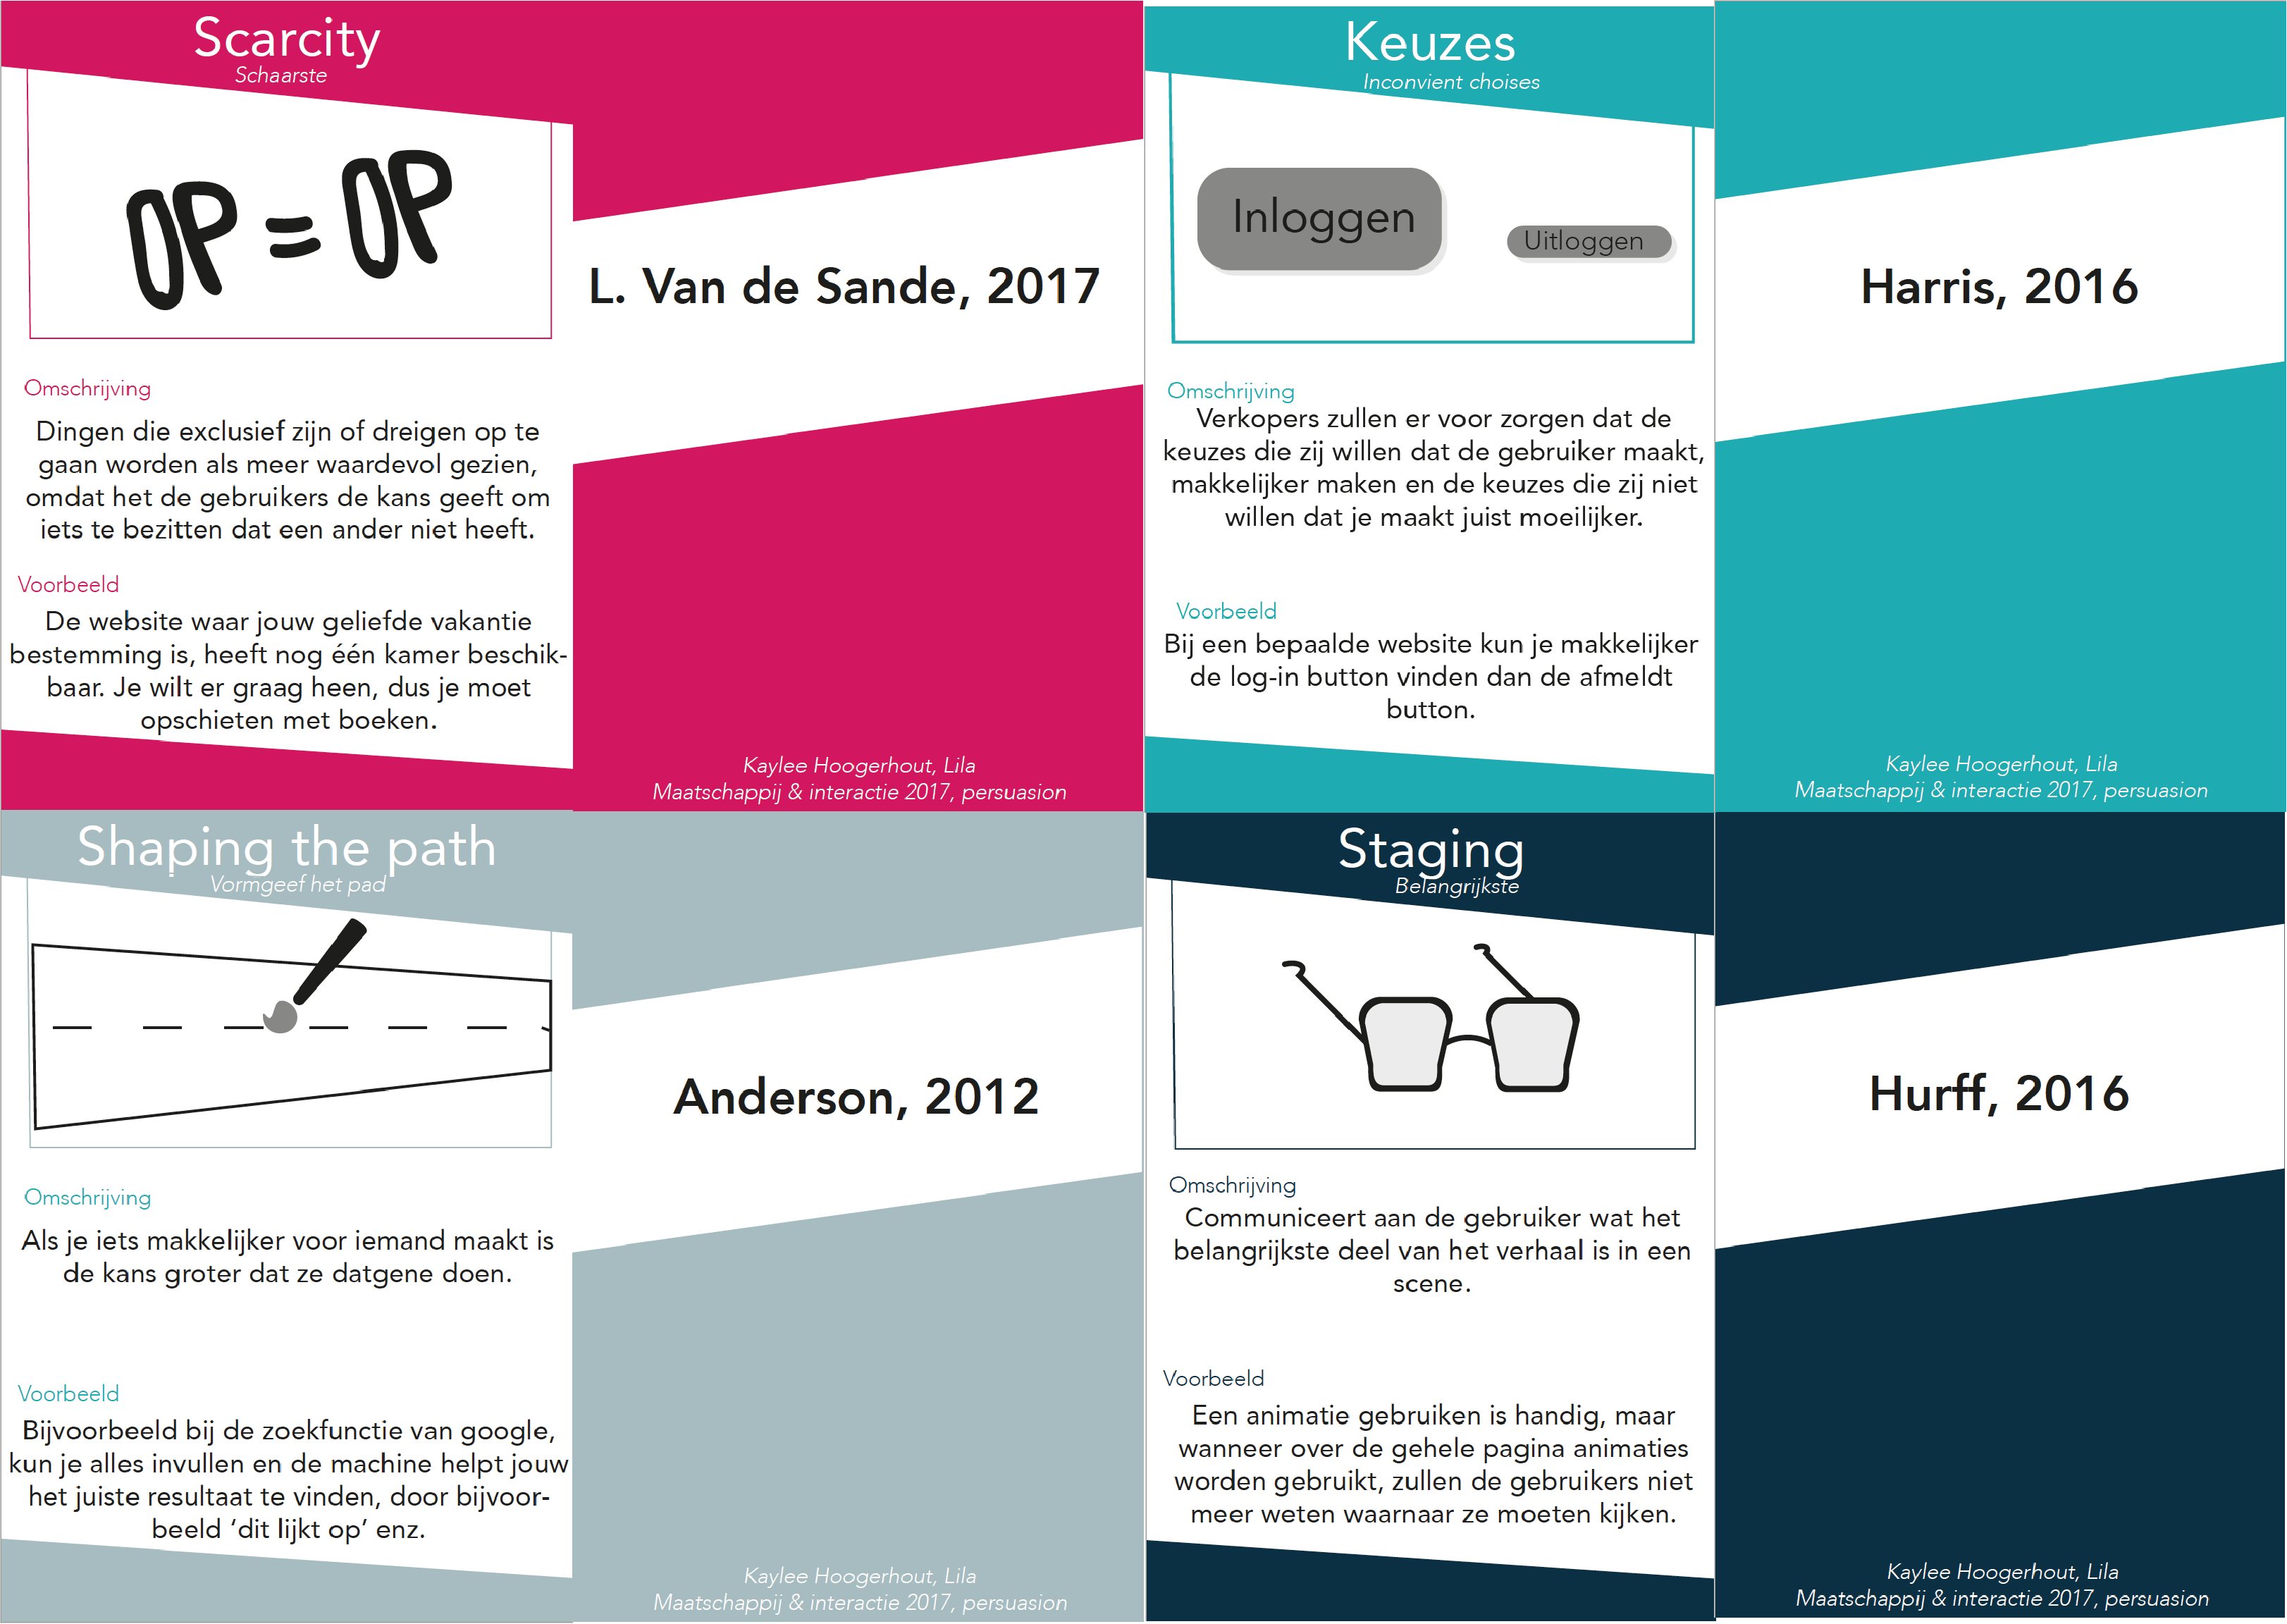 Scarcity
Schaarste
OP = OP
Omschrijving
Dingen die exclusief zijn of dreigen op te
gaan worden als meer waardevol gezien,
omdat het de gebruikers de kans geeft om
iets te bezitten dat een ander niet heeft.
Voorbeeld
De website waar jouw geliefde vakantie
bestemming is, heeft nog één kamer beschik-
baar. Je wilt er graag heen, dus je moet
opschieten met boeken.
L. Van de Sande, 2017
Kaylee Hoogerhout, Lila
Maatschappij & interactie 2017, persuasion
Keuzes
Inconvient choises
Inloggen
Uitloggen
Omschrijving
Verkopers zullen er voor zorgen dat de
keuzes die zij willen dat de gebruiker maakt,
makkelijker maken en de keuzes die zij niet
willen dat je maakt juist moeilijker.
Voorbeeld
Bij een bepaalde website kun je makkelijker
de log-in button vinden dan de afmeldt
button.
Harris, 2016
Kaylee Hoogerhout, Lila
Maatschappij & interactie 2017, persuasion
Shaping the path
Vormgeef het pad
Omschrijving
Als je iets makkelijker voor iemand maakt is
de kans groter dat ze datgene doen.
Voorbeeld
Bijvoorbeeld bij de zoekfunctie van google,
kun je alles invullen en de machine helpt jouw
het juiste resultaat te vinden, door bijvoor-
beeld ‘dit lijkt op’ enz.
Anderson, 2012
Kaylee Hoogerhout, Lila
Maatschappij & interactie 2017, persuasion
Staging
Belangrijkste
Omschrijving
Communiceert aan de gebruiker wat het
belangrijkste deel van het verhaal is in een
scene.
Voorbeeld
Een animatie gebruiken is handig, maar
wanneer over de gehele pagina animaties
worden gebruikt, zullen de gebruikers niet
meer weten waarnaar ze moeten kijken.
Hurff, 2016
Kaylee Hoogerhout, Lila
Maatschappij & interactie 2017, persuasion